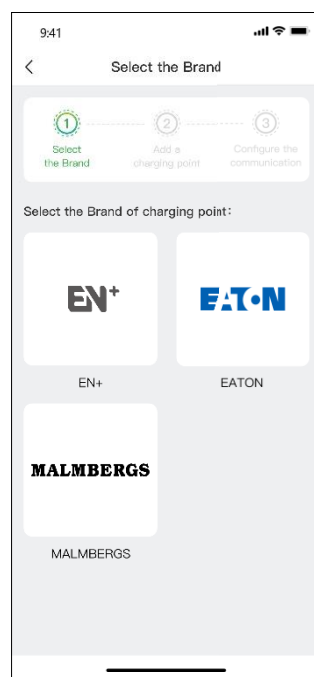 9:41
Select the Brand
1
2
3
Select
the Brand
Add a
charging point
Configure the
communication
Select the Brand of charging point:
EN+
EATON
EN+
EATON
MALMBERGS
MALMBERGS